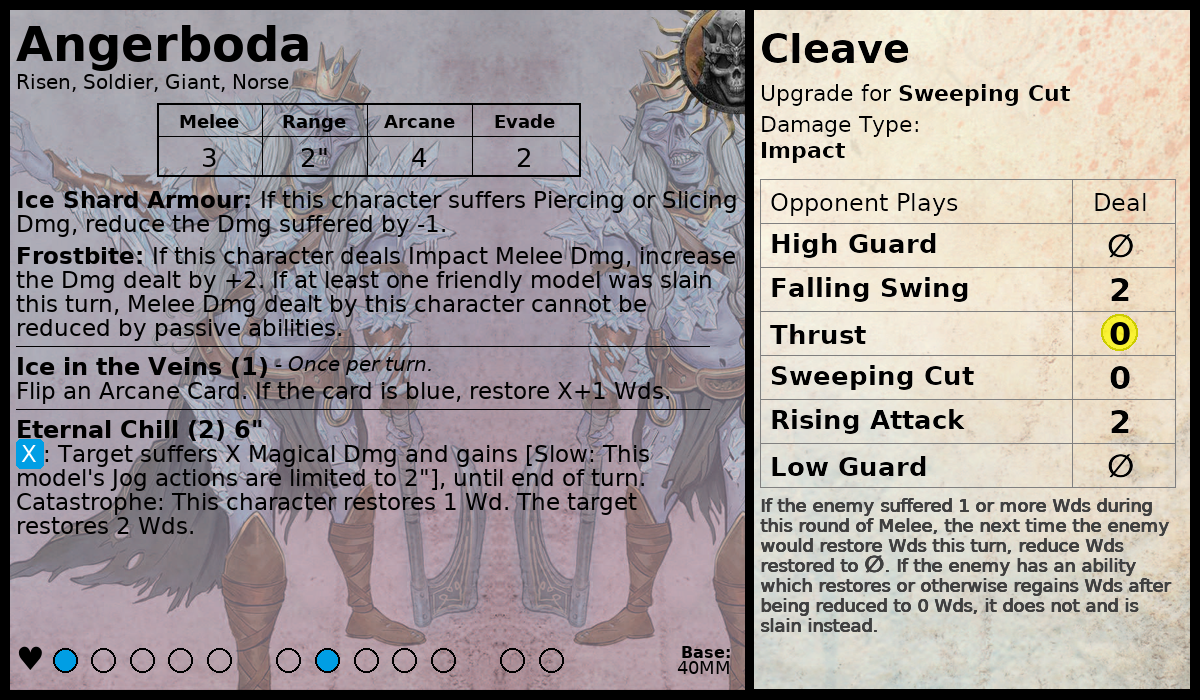 Angerboda
Risen, Soldier, Giant, Norse
Melee Range Arcane Evade
3 2" 4 2
Ice Shard Armour: If this character suffers Piercing or Slicing
Dmg, reduce the Dmg suffered by -1.
Frostbite: If this character deals Impact Melee Dmg, increase
the Dmg dealt by +2. If at least one friendly model was slain
this turn, Melee Dmg dealt by this character cannot be
reduced by passive abilities.
Ice in the Veins (1) - Once per turn.
Flip an Arcane Card. If the card is blue, restore X+1 Wds.
Eternal Chill (2) 6"
X: Target suffers X Magical Dmg and gains [Slow: This
model's Jog actions are limited to 2"], until end of turn.
Catastrophe: This character restores 1 Wd. The target
restores 2 Wds.
Base:
40MM
Cleave
Upgrade for Sweeping Cut
Damage Type:
Impact
Opponent Plays Deal
High Guard ∅
Falling Swing 2
Thrust 0
Sweeping Cut 0
Rising Attack 2
Low Guard ∅
If the enemy suffered 1 or more Wds during
this round of Melee, the next time the enemy
would restore Wds this turn, reduce Wds
restored to ∅. If the enemy has an ability
which restores or otherwise regains Wds after
being reduced to 0 Wds, it does not and is
slain instead.